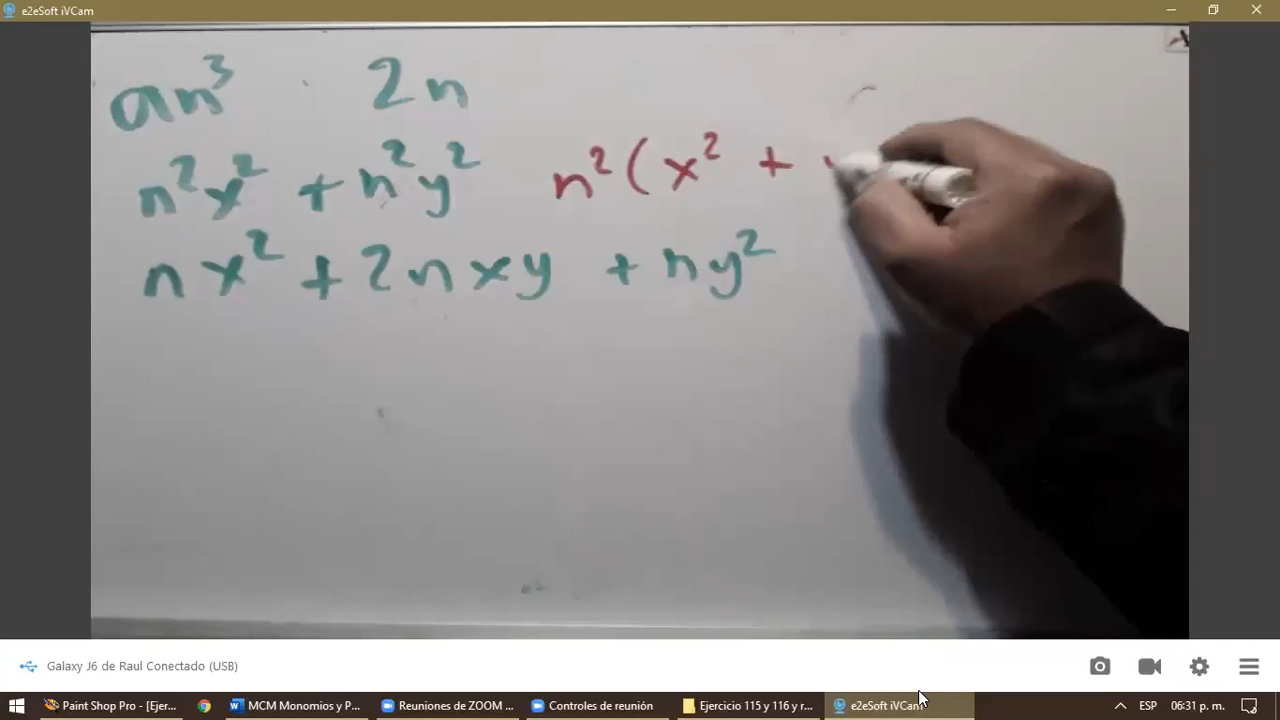 e2eSoft iVCam
an³ 2n
n²x² + n²y² n²(x² +
nx² + 2nxy + ny²
Galaxy J6 de Raul Conectado (USB)
Paint Shop Pro - [Ejer... MCM Monomios y P... Reuniones de ZOOM ... Controles de reunión Ejercicio 115 y 116 y r... e2eSoft iVCam ESP 06:31 p. m.